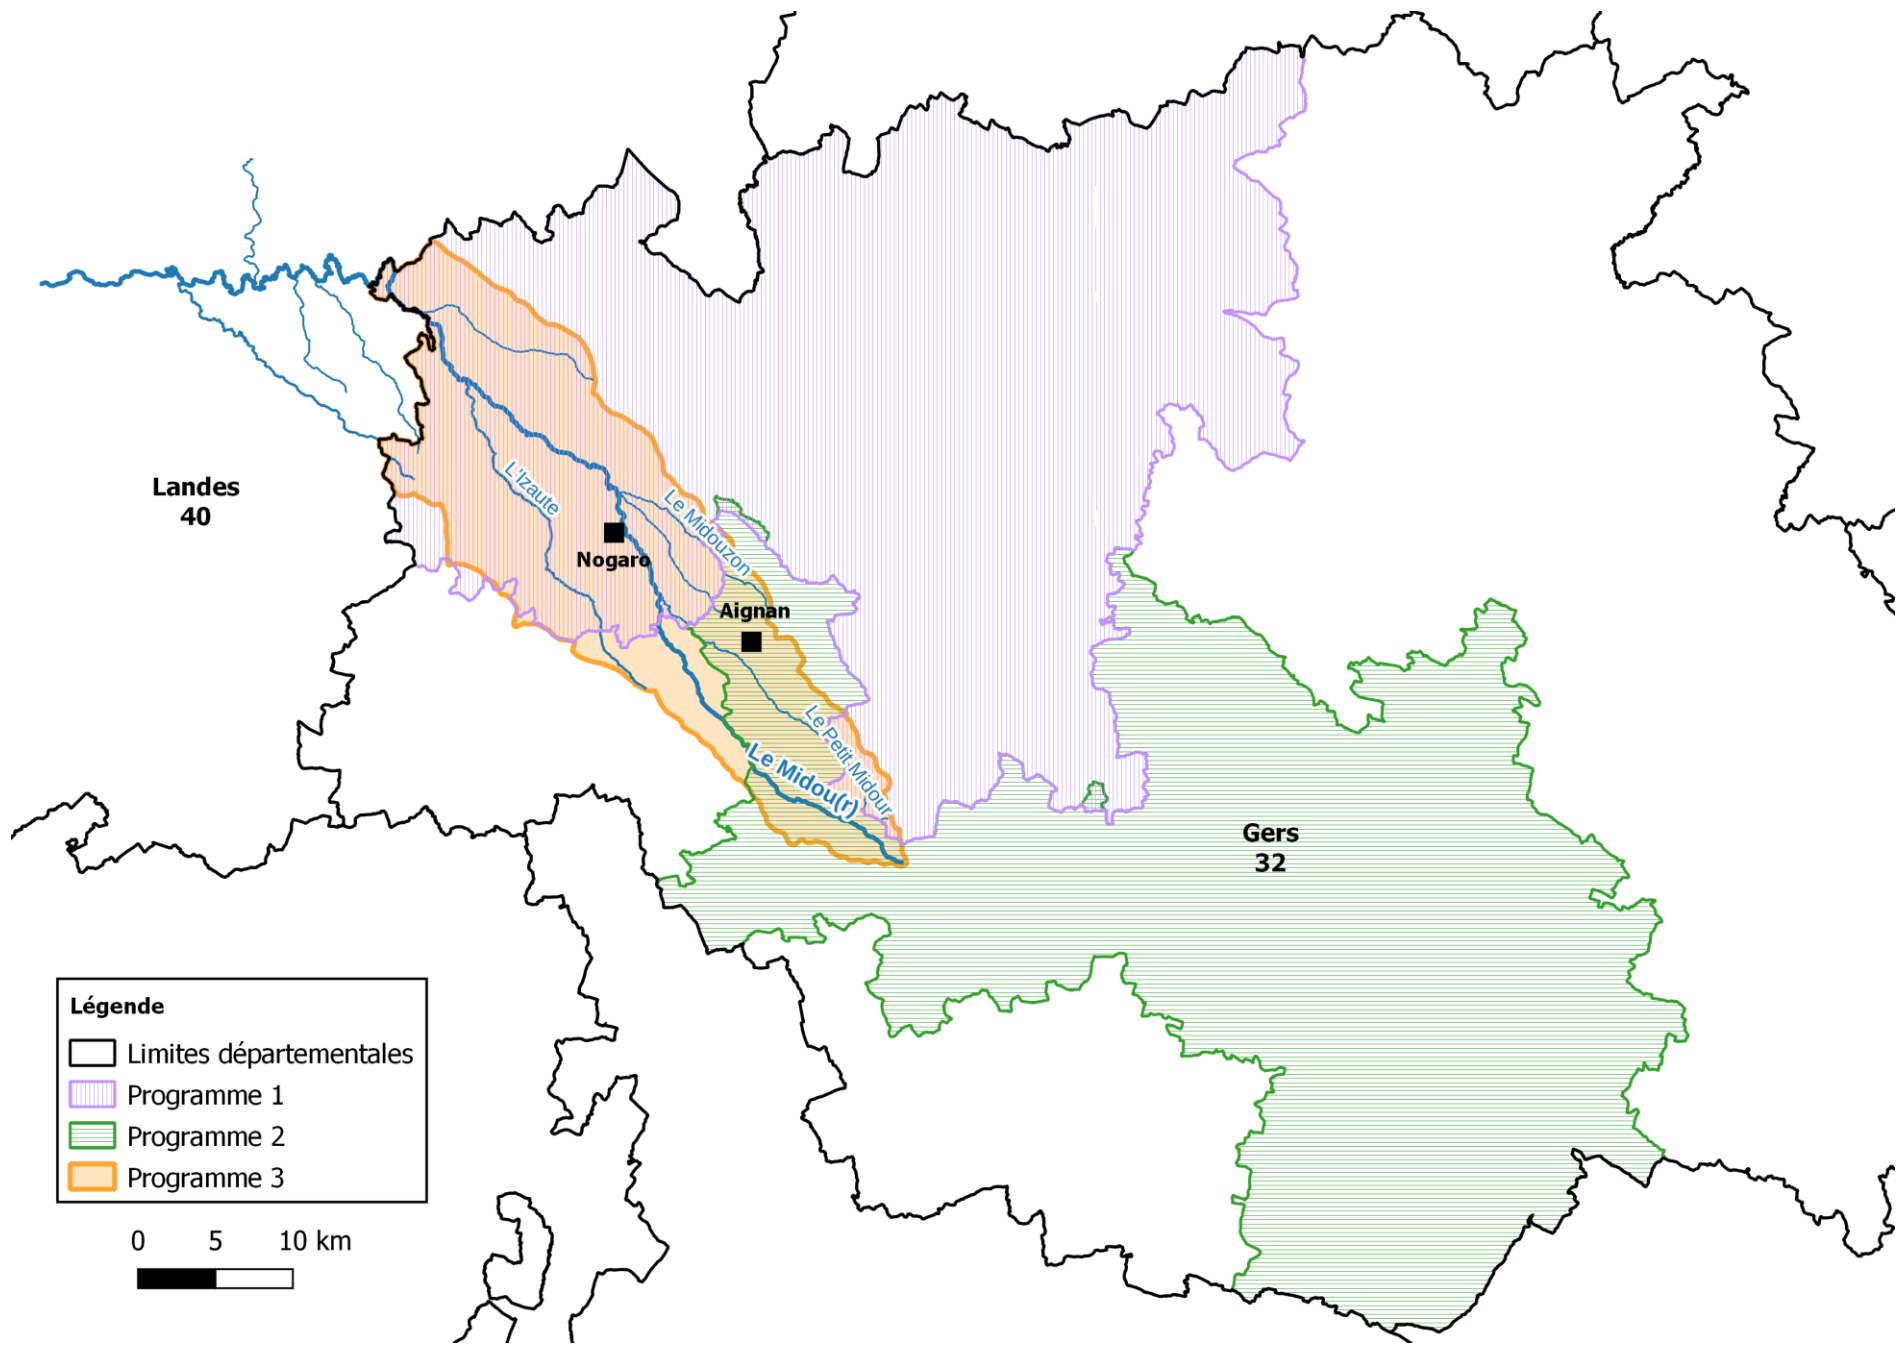 Landes
40
L'Izaute
Le Midouzon
Nogaro
Aignan
Le Petit Midour
Le Midou(r)
Gers
32
Légende
Limites départementales
Programme 1
Programme 2
Programme 3
0 5 10 km